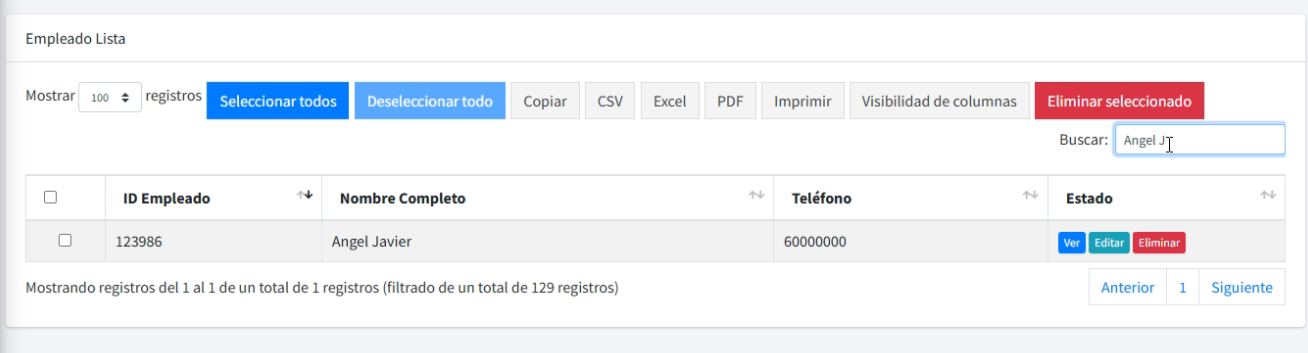 Empleado Lista
Mostrar 100 registros Seleccionar todos Deseleccionar todo Copiar CSV Excel PDF Imprimir Visibilidad de columnas Eliminar seleccionado
Buscar: Angel J
ID Empleado Nombre Completo Teléfono Estado
123986 Angel Javier 60000000 Ver Editar Eliminar
Mostrando registros del 1 al 1 de un total de 1 registros (filtrado de un total de 129 registros) Anterior 1 Siguiente